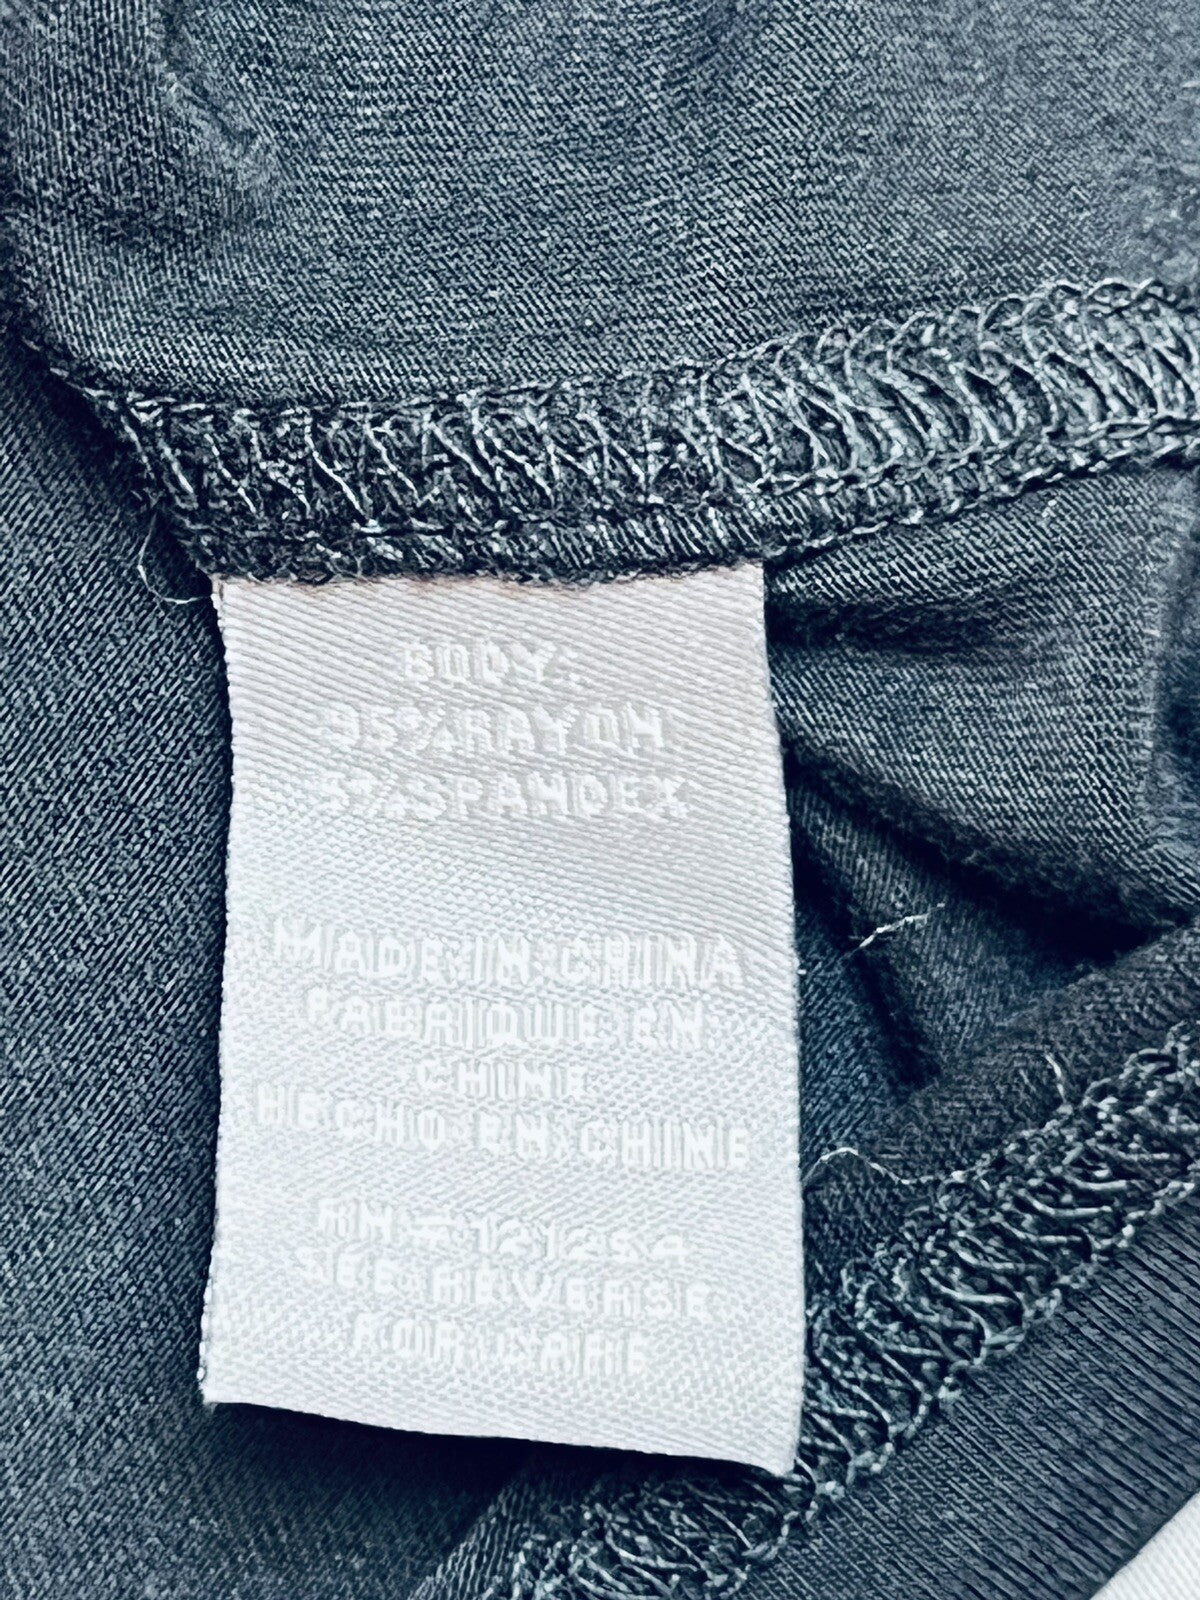 BODY:
95%RAYON
5%SPANDEX
MADE IN CHINA
FABRIQUE EN
CHINE
HECHO EN CHINE
RN # 121254
SEE REVERSE
FOR CARE